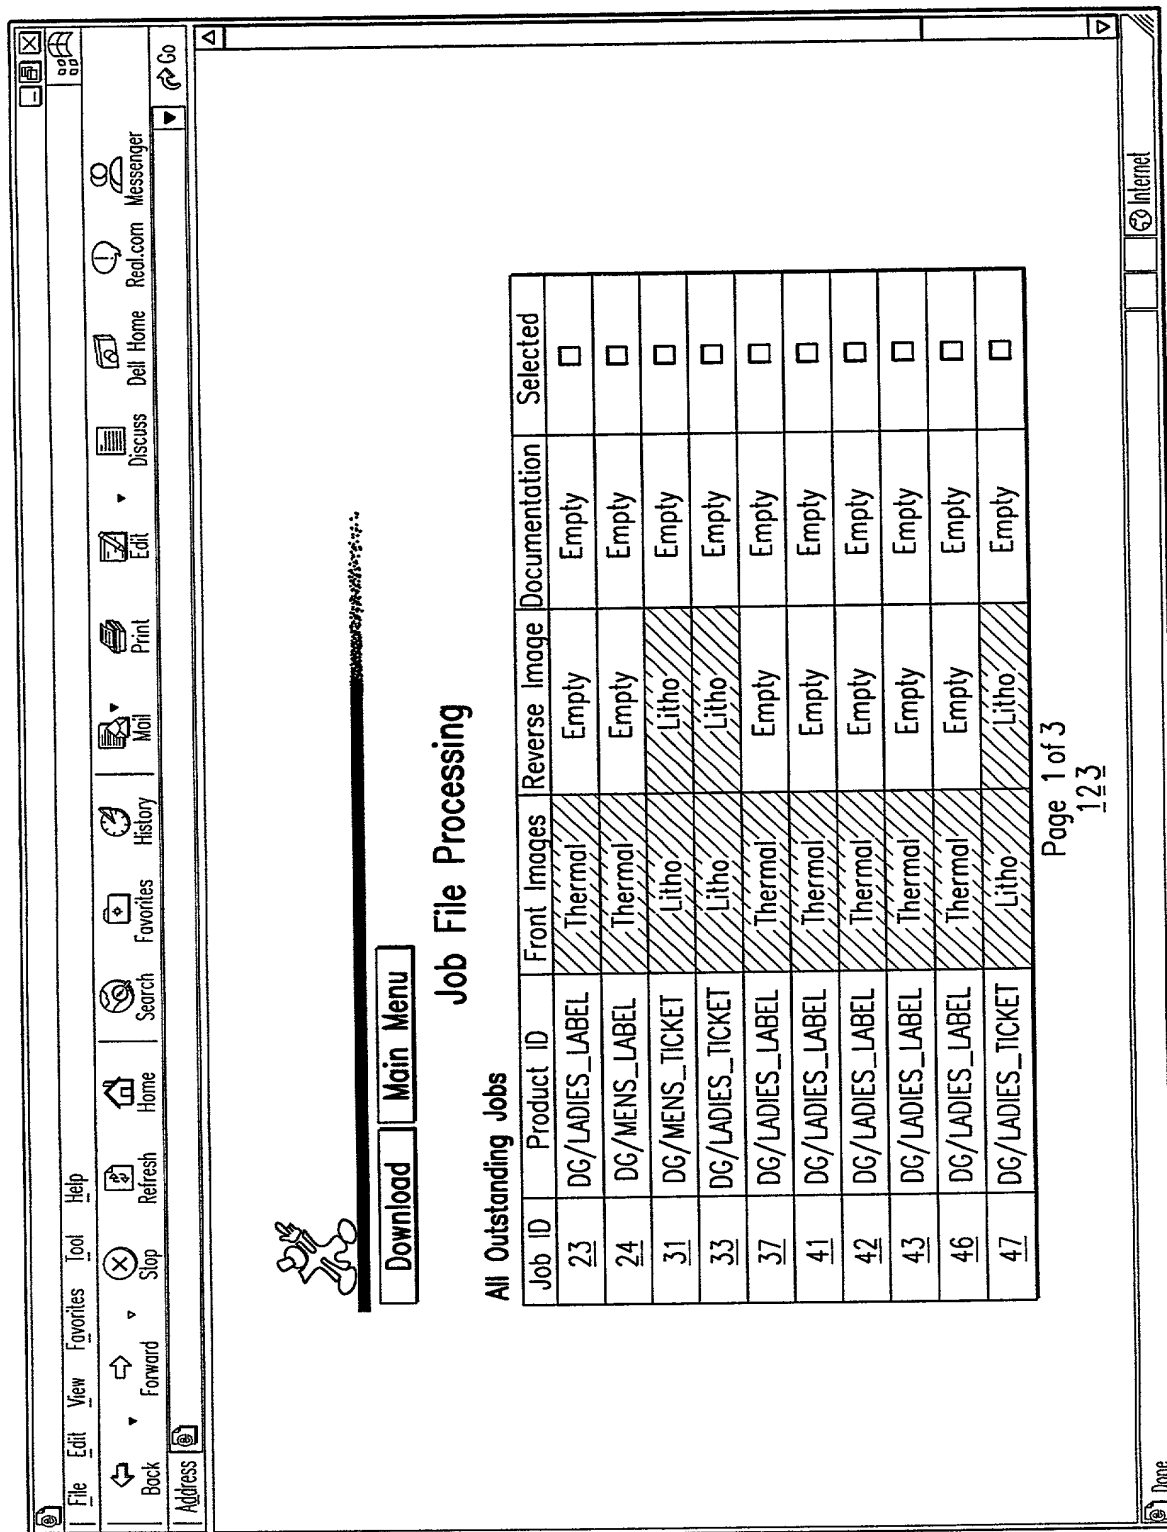 File Edit View Favorites Tool Help
Back Forward Stop Refresh Home Search Favorites History Mail Print Edit Discuss Dell Home Real.com Messenger
Address Go
Download Main Menu
Job File Processing
All Outstanding Jobs
Job ID Product ID Front Images Reverse Image Documentation Selected
23 DG/LADIES_LABEL Thermal Empty Empty
24 DG/MENS_LABEL Thermal Empty Empty
31 DG/MENS_TICKET Litho Litho Empty
33 DG/LADIES_TICKET Litho Litho Empty
37 DG/LADIES_LABEL Thermal Empty Empty
41 DG/LADIES_LABEL Thermal Empty Empty
42 DG/LADIES_LABEL Thermal Empty Empty
43 DG/LADIES_LABEL Thermal Empty Empty
46 DG/LADIES_LABEL Thermal Empty Empty
47 DG/LADIES_TICKET Litho Litho Empty
Page 1 of 3
1 2 3
Done Internet